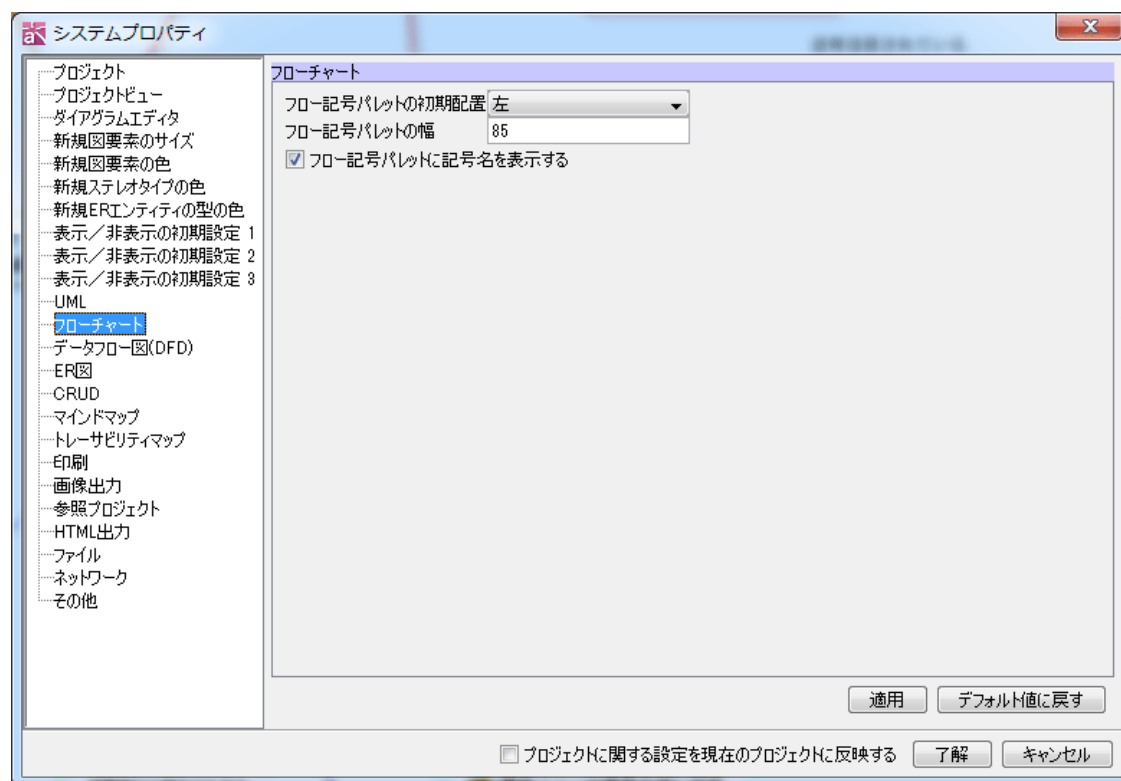 システムプロパティ
プロジェクト
プロジェクトビュー
ダイアグラムエディタ
新規図要素のサイズ
新規図要素の色
新規ステレオタイプの色
新規ERエンティティの型の色
表示／非表示の初期設定 1
表示／非表示の初期設定 2
表示／非表示の初期設定 3
UML
フローチャート
データフロー図(DFD)
ER図
CRUD
マインドマップ
トレーサビリティマップ
印刷
画像出力
参照プロジェクト
HTML出力
ファイル
ネットワーク
その他
フローチャート
フロー記号パレットの初期配置 左
フロー記号パレットの幅 85
フロー記号パレットに記号名を表示する
適用 デフォルト値に戻す
プロジェクトに関する設定を現在のプロジェクトに反映する 了解 キャンセル